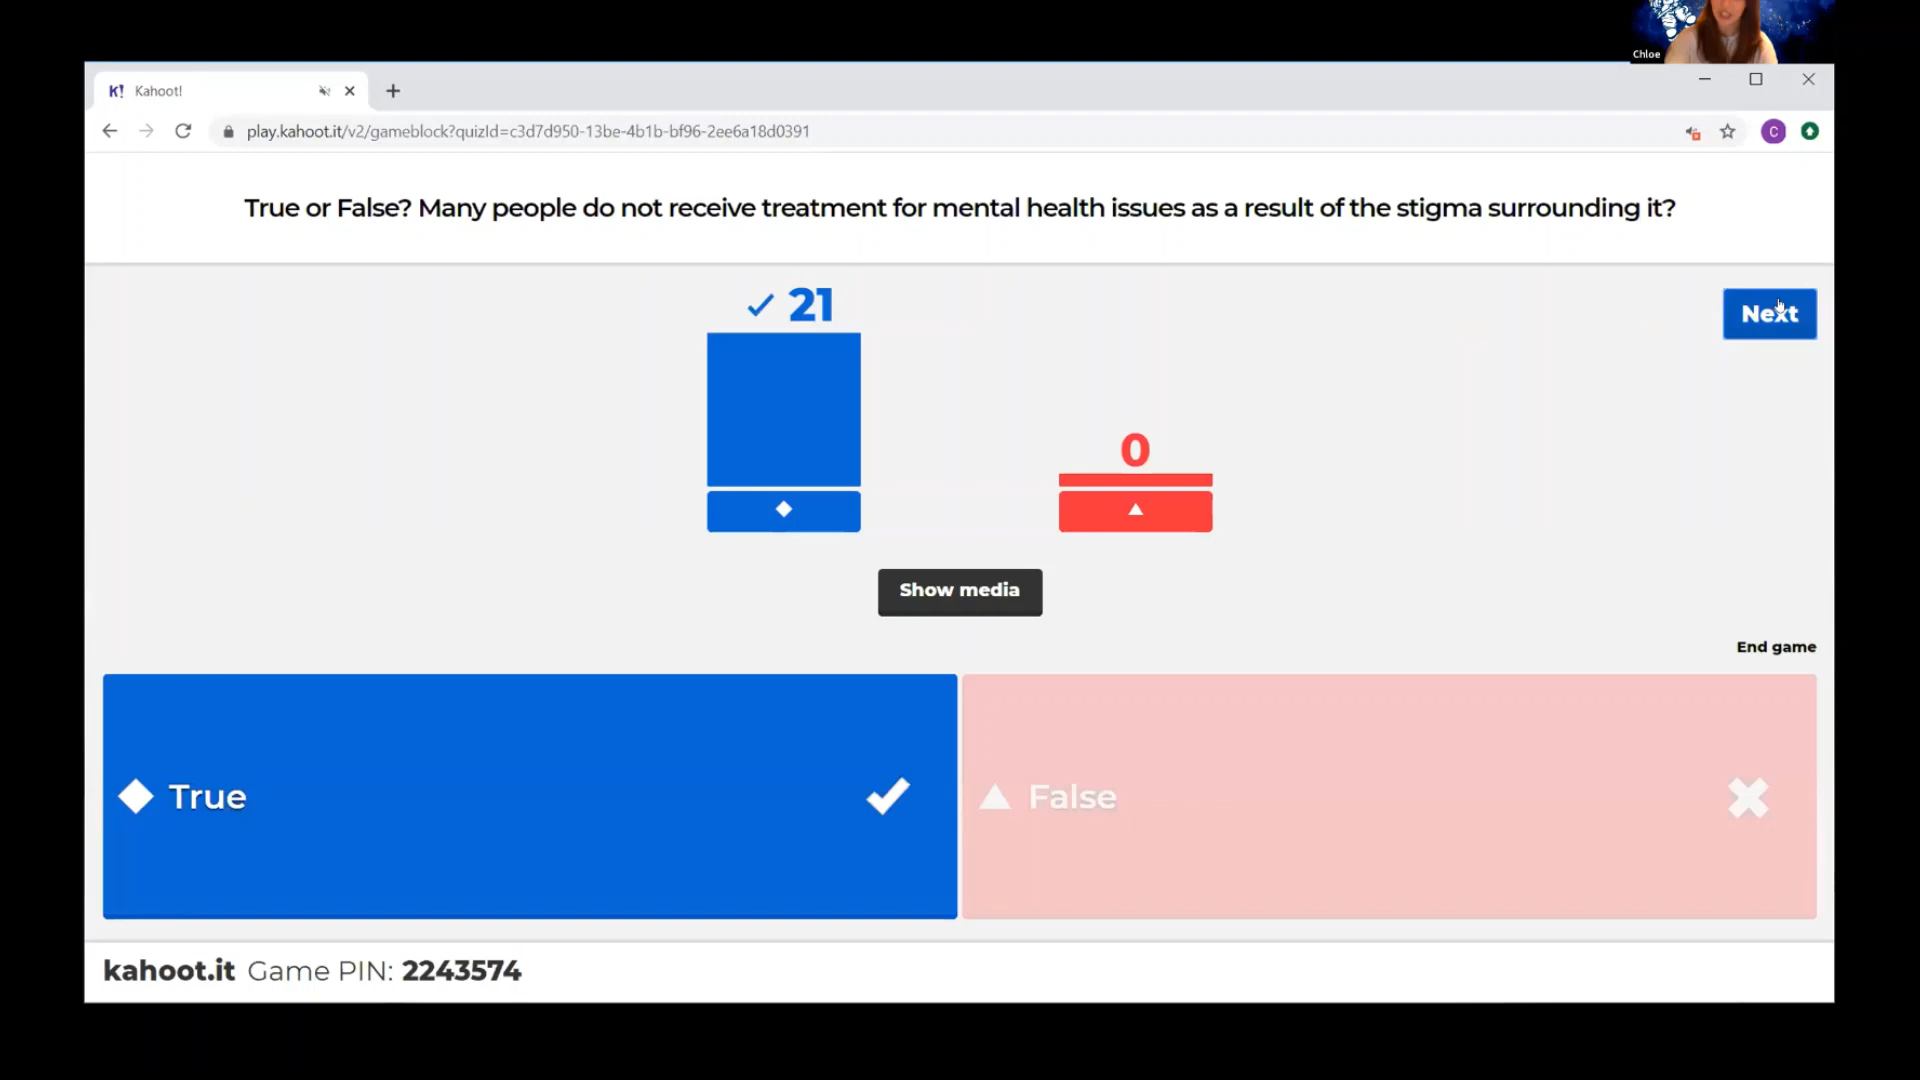 Chloe
K! Kahoot!
play.kahoot.it/v2/gameblock?quizId=c3d7d950-13be-4b1b-bf96-2ee6a18d0391
C
True or False? Many people do not receive treatment for mental health issues as a result of the stigma surrounding it?
21
Next
0
Show media
End game
True
False
kahoot.it Game PIN: 2243574